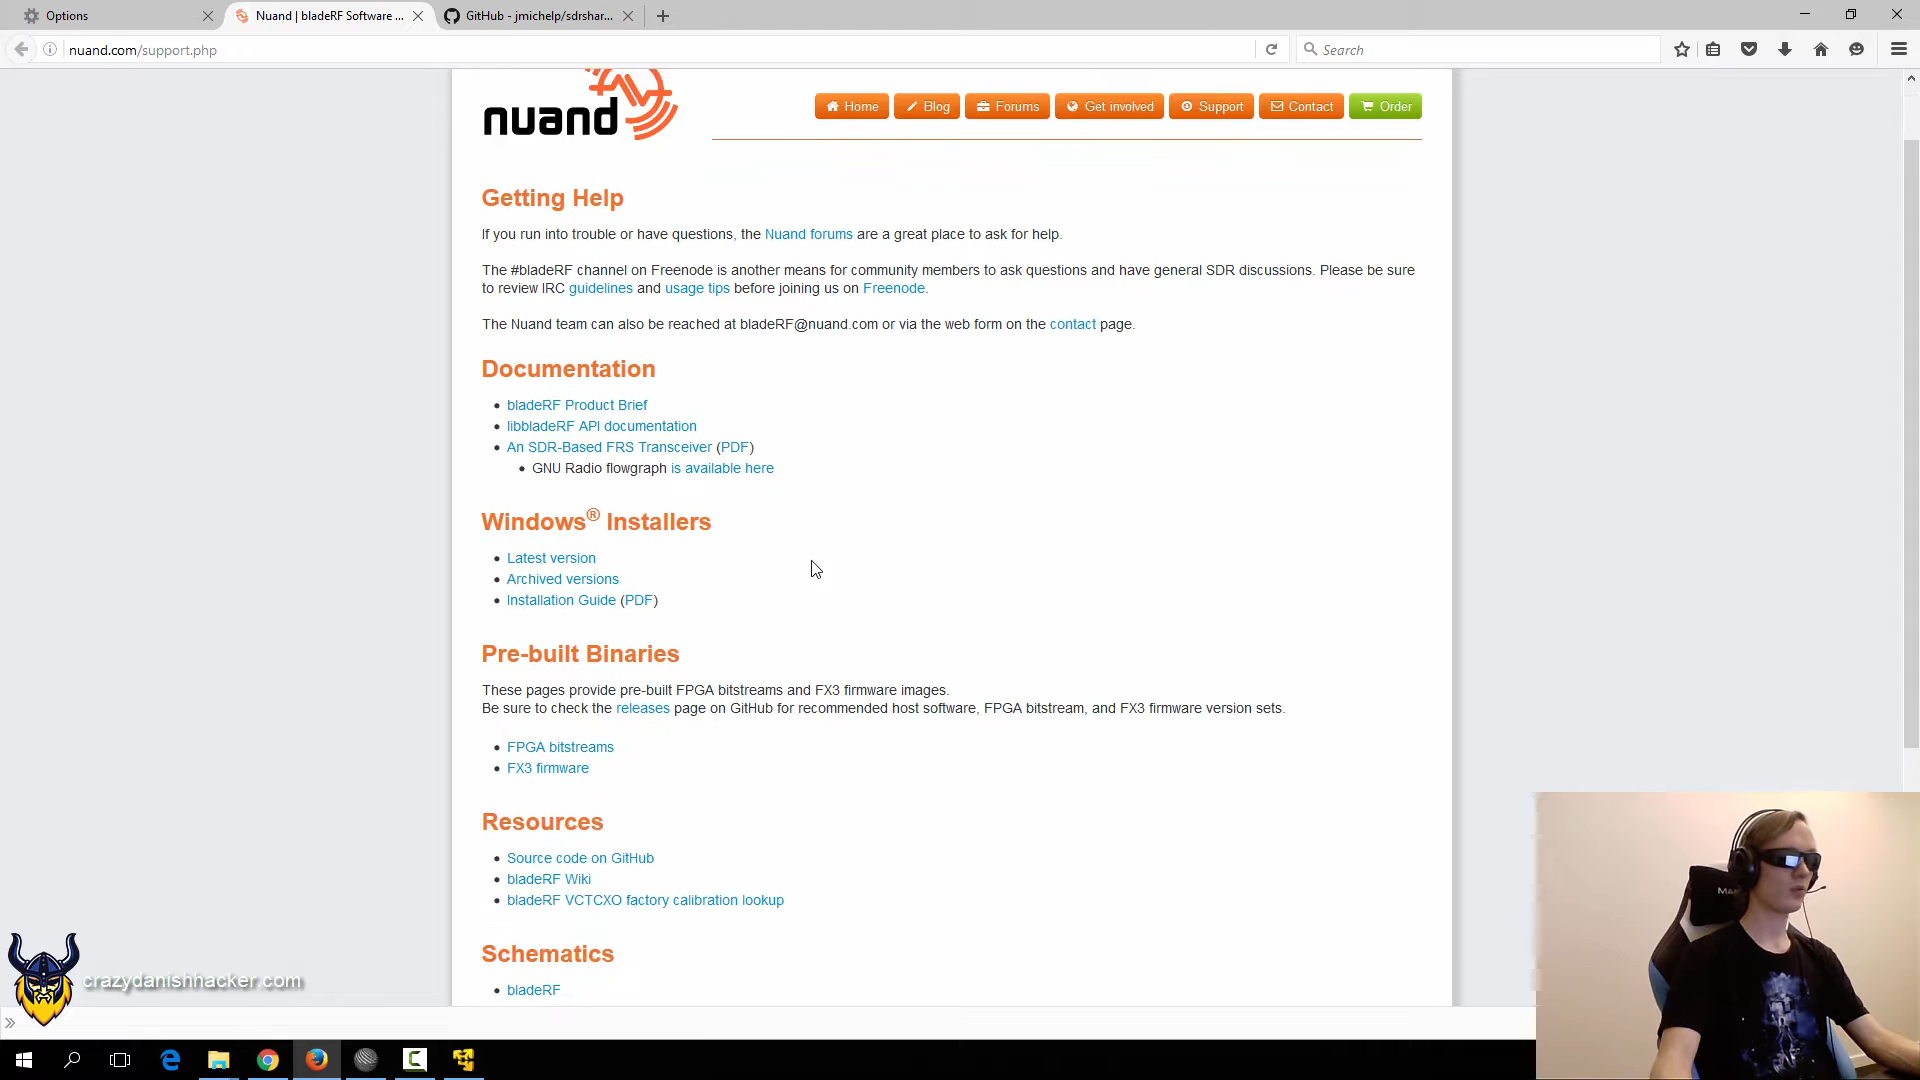 Options
Nuand | bladeRF Software ...
GitHub - jmichelp/sdrshar...
nuand.com/support.php
Search
nuand
Home
Blog
Forums
Get involved
Support
Contact
Order
Getting Help
If you run into trouble or have questions, the Nuand forums are a great place to ask for help.
The #bladeRF channel on Freenode is another means for community members to ask questions and have general SDR discussions. Please be sure
to review IRC guidelines and usage tips before joining us on Freenode.
The Nuand team can also be reached at bladeRF@nuand.com or via the web form on the contact page.
Documentation
bladeRF Product Brief
libbladeRF API documentation
An SDR-Based FRS Transceiver (PDF)
GNU Radio flowgraph is available here
Windows® Installers
Latest version
Archived versions
Installation Guide (PDF)
Pre-built Binaries
These pages provide pre-built FPGA bitstreams and FX3 firmware images.
Be sure to check the releases page on GitHub for recommended host software, FPGA bitstream, and FX3 firmware version sets.
FPGA bitstreams
FX3 firmware
Resources
Source code on GitHub
bladeRF Wiki
bladeRF VCTCXO factory calibration lookup
Schematics
bladeRF
crazydanishhacker.com